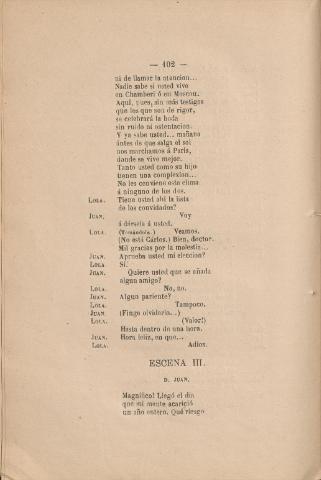 — 102 —
ni de llamar la atencion...
Nadie sabe si usted vive
en Chamberí ó en Moscou.
Aquí, pues, sin más testigos
que los que son de rigor,
se celebrará la boda
sin ruido ni ostentacion.
Y ya sabe usted... mañana
ántes de que salga el sol
nos marchamos á París,
donde se vive mejor.
Tanto usted como su hijo
tienen una complexion...
No les conviene este clima
á ninguno de dos.
LOLA. Tiene usted ahí la lista
de los convidados?
JUAN. Voy
á dársela á usted.
LOLA. (Tomándola.) Veamos.
(No está Cárlos.) Bien, doctor.
Mil gracias por la molestia...
JUAN. Aprueba usted mi eleccion?
LOLA. Sí.
JUAN. Quiere usted que se añada
algun amigo?
LOLA. No, no.
JUAN. Algun pariente?
LOLA. Tampoco.
JUAN. (Finge olvidarla...)
LOLA. (Valor!)
Hasta dentro de una hora.
JUAN. Hora feliz, en que...
LOLA. Adios.
ESCENA III.
D. JUAN.
Magnífico! Llegó el dia
que mi mente acarició
un año entero. Qué riesgo